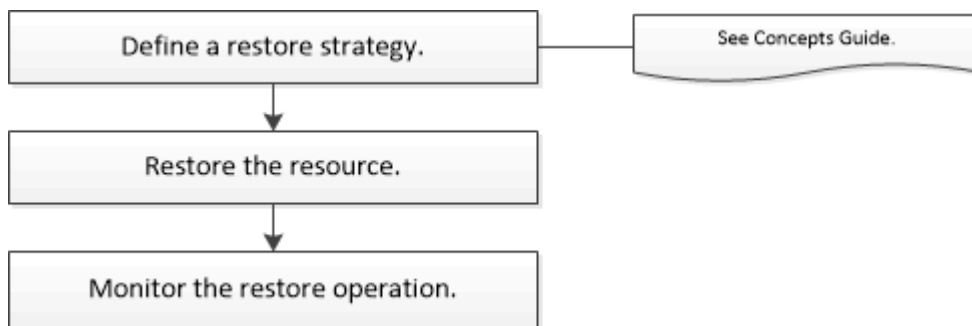 Define a restore strategy.
See Concepts Guide.
Restore the resource.
Monitor the restore operation.